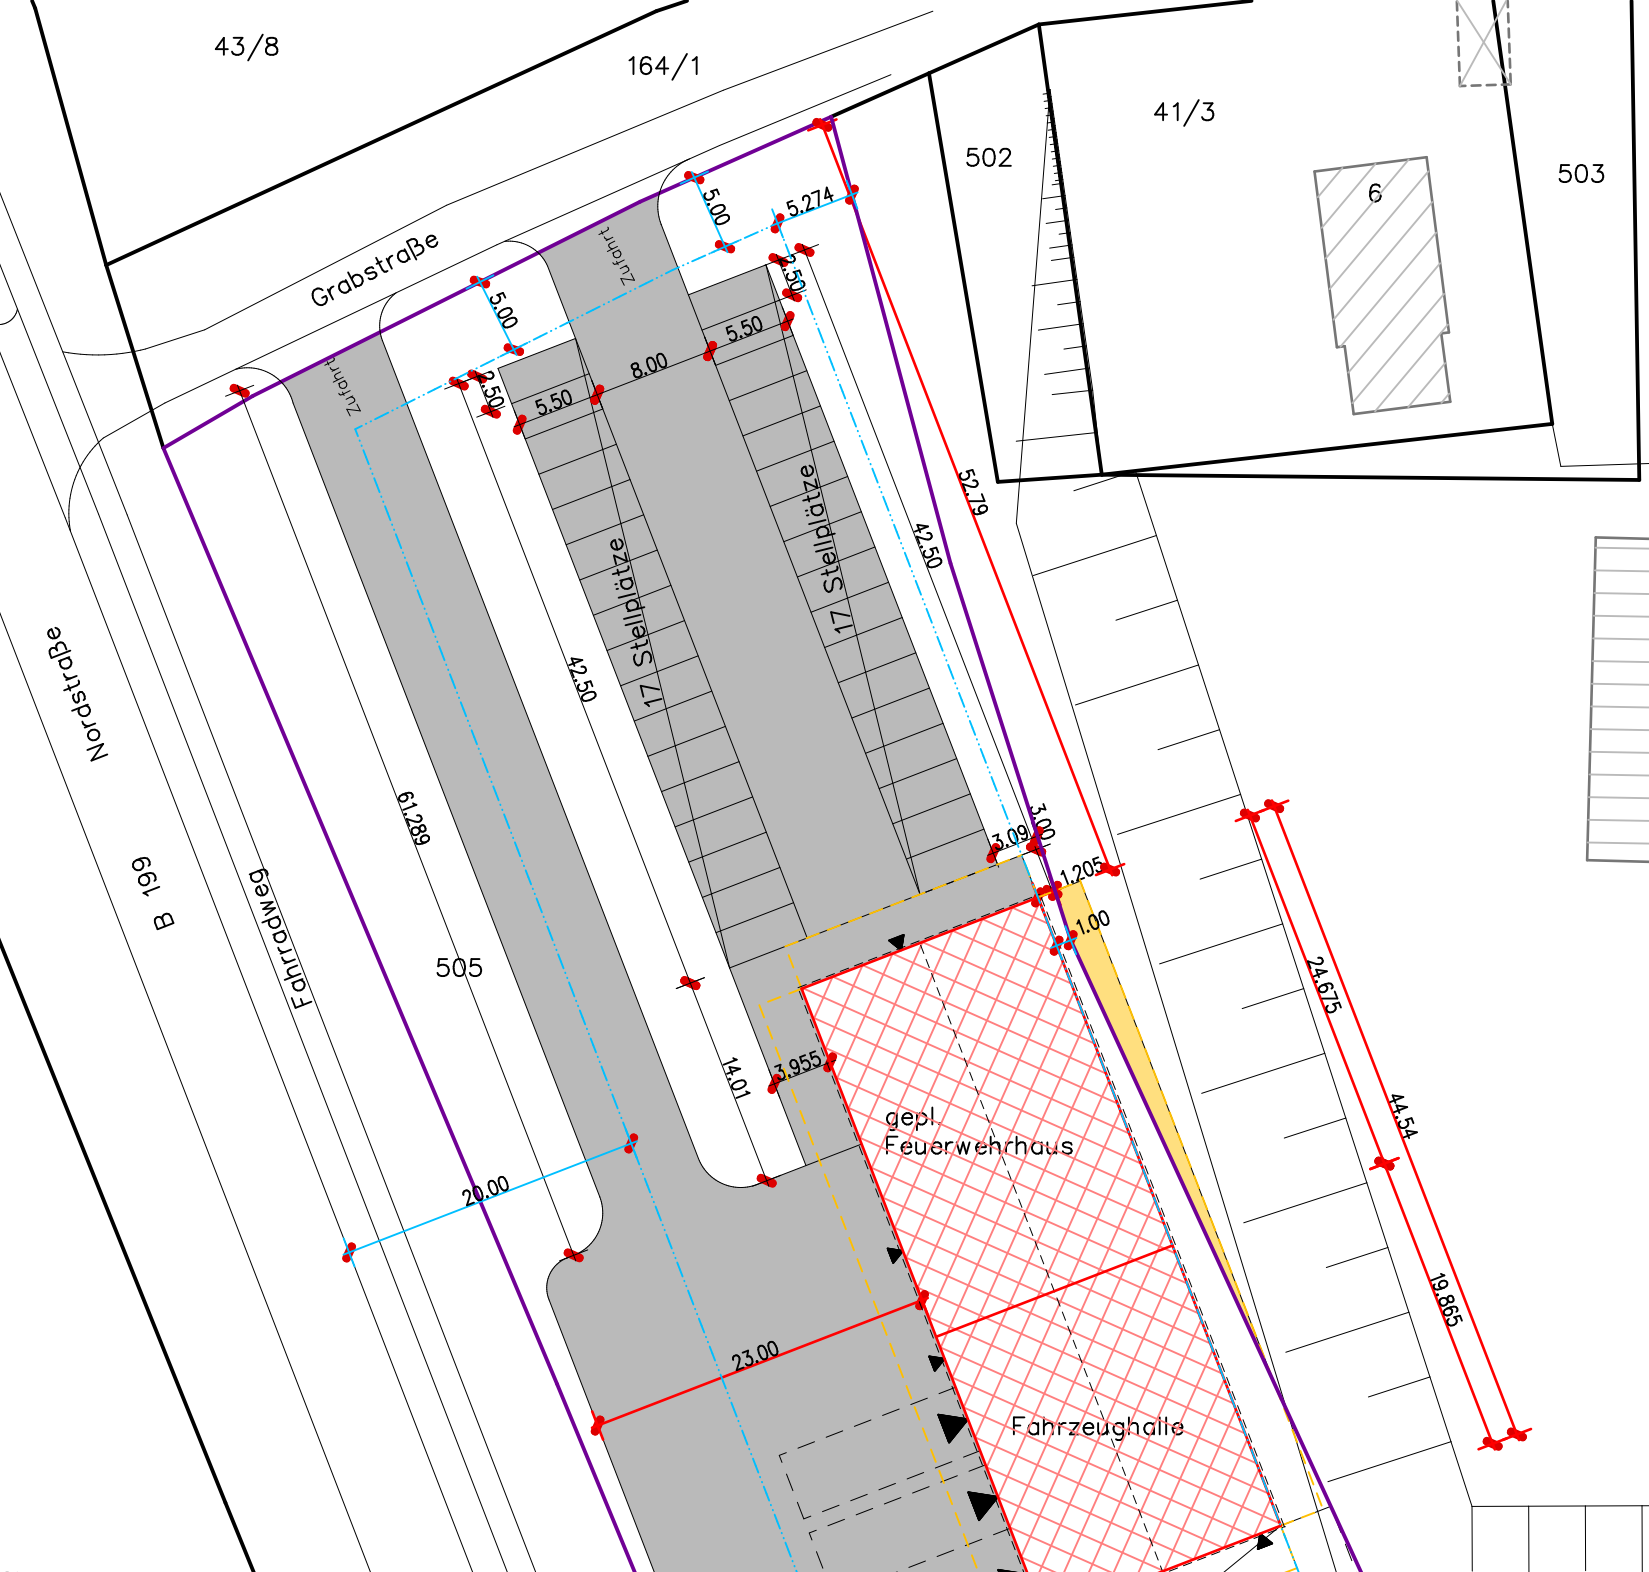 43/8
164/1
41/3
502
503
6
Grabstraße
Zufahrt
Zufahrt
5.00
5.274
5.00
2.50
5.50
8.00
2.50
5.50
52.79
42.50
17 Stellplätze
17 Stellplätze
42.50
Nordstraße
B 199
Fahrradweg
61.289
505
3.00
3.09
1.205
1.00
24.675
44.54
19.865
14.01
3.955
gepl.
Feuerwehrhaus
20.00
23.00
Fahrzeughalle